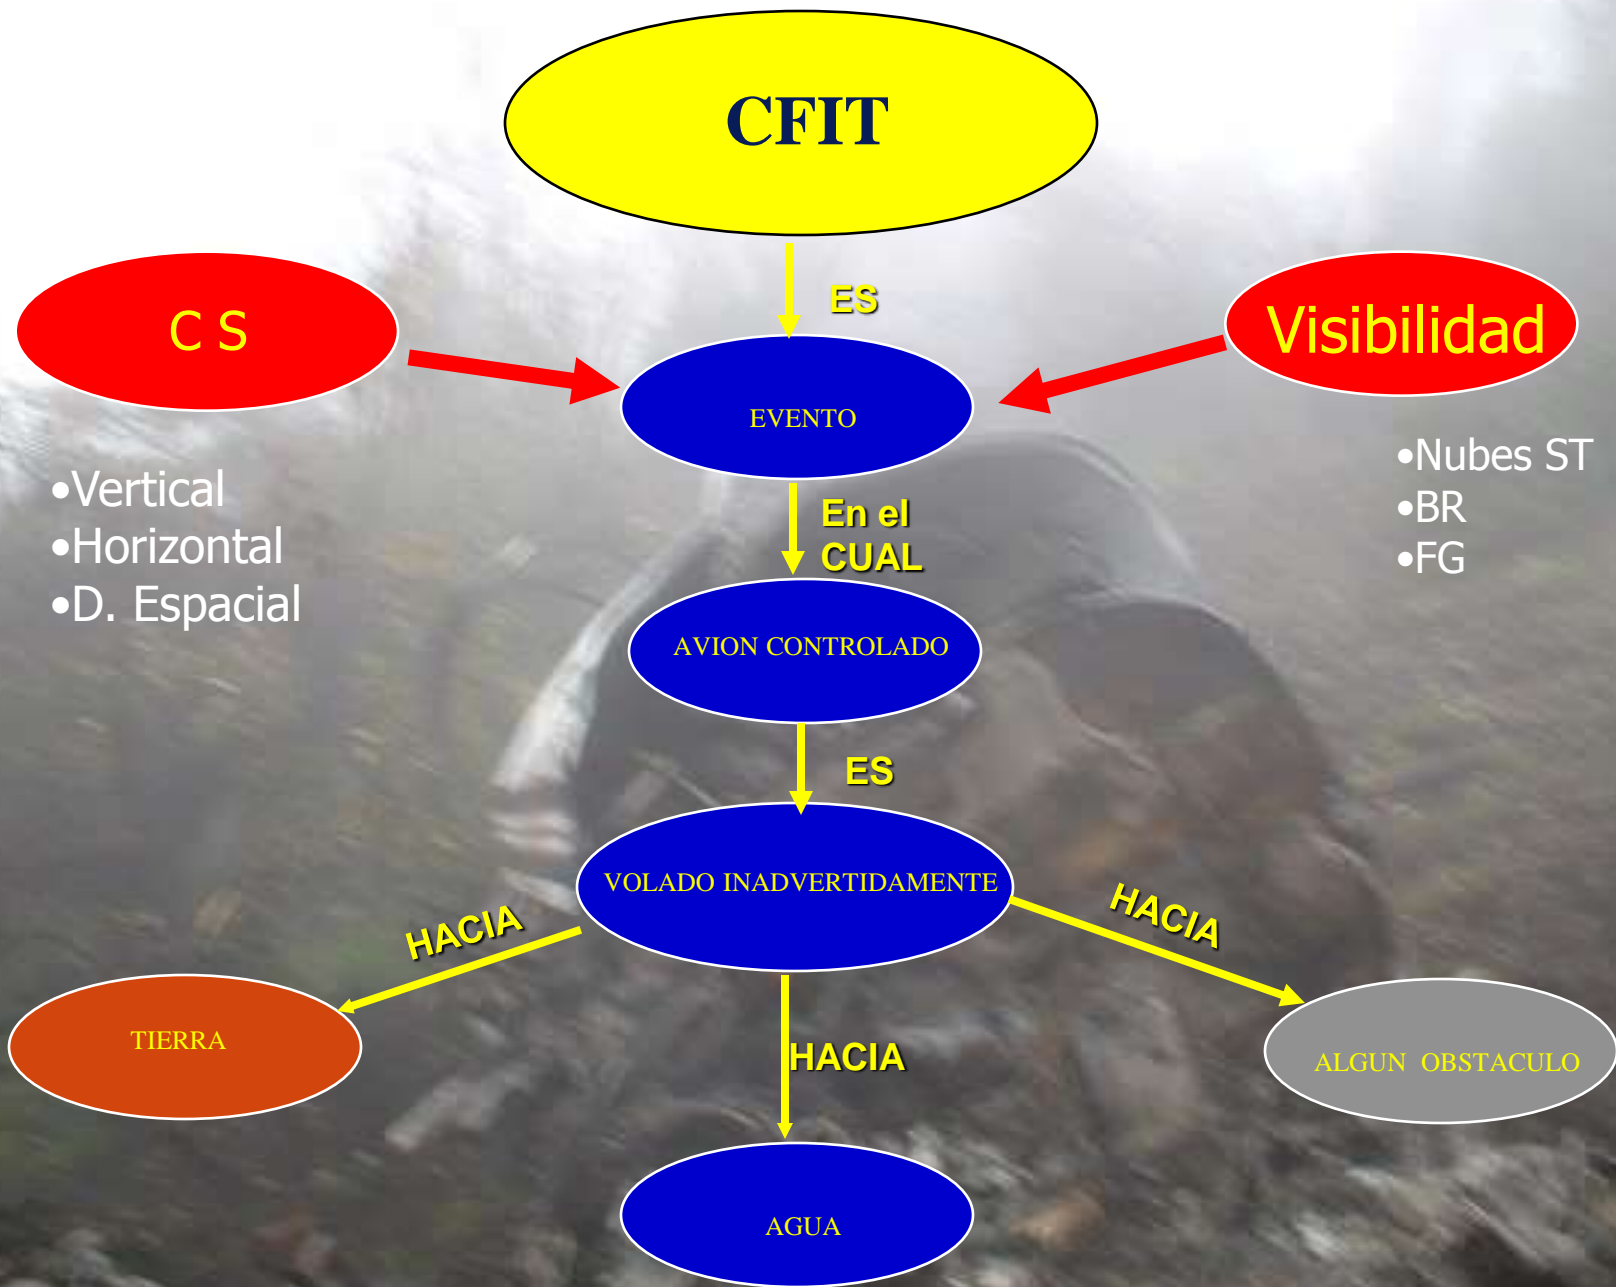 CFIT
ES
C S
Visibilidad
EVENTO
•Vertical
•Horizontal
•D. Espacial
•Nubes ST
•BR
•FG
En el
CUAL
AVION CONTROLADO
ES
VOLADO INADVERTIDAMENTE
HACIA
HACIA
HACIA
TIERRA
ALGUN OBSTACULO
AGUA